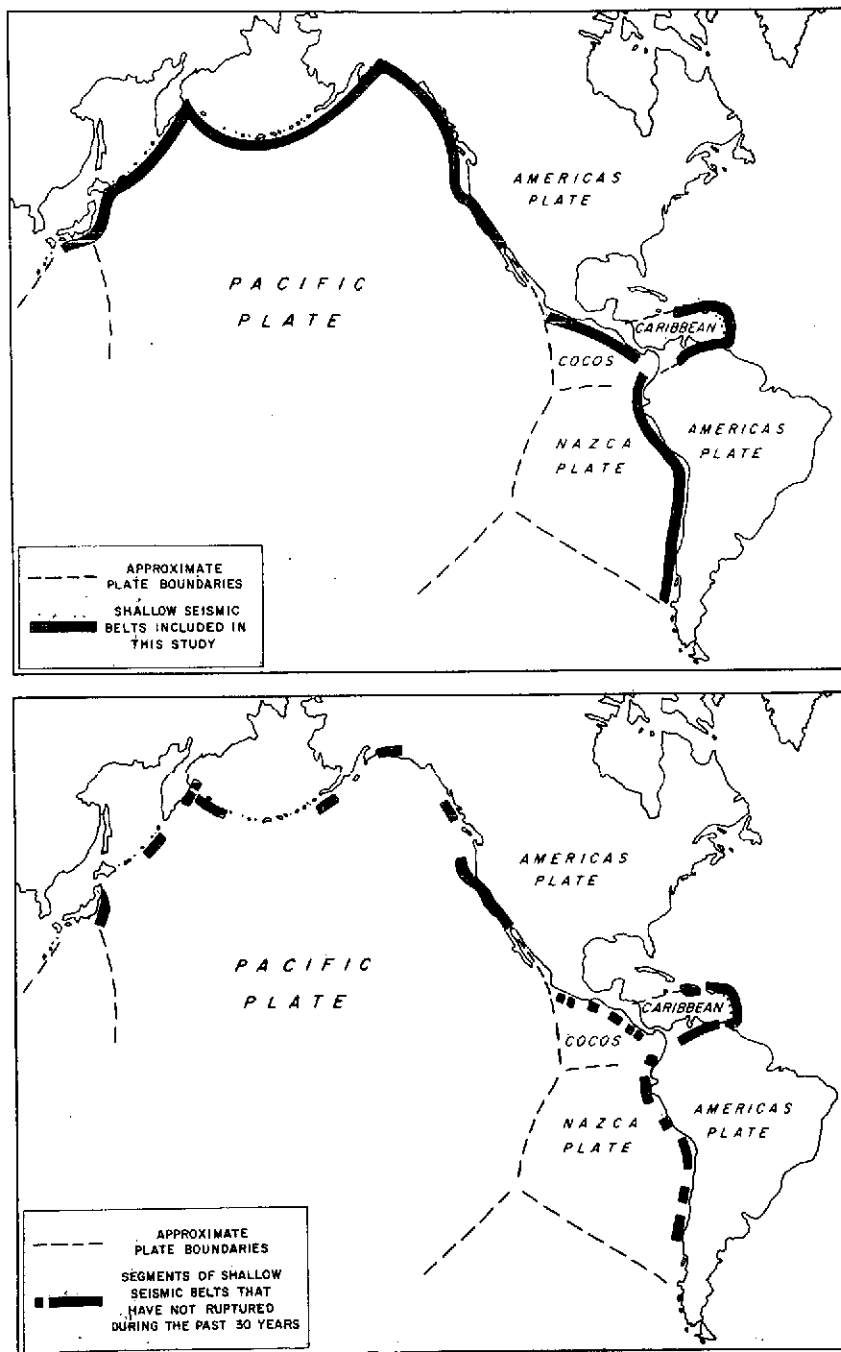 AMERICAS
PLATE
PACIFIC
PLATE
CARIBBEAN
COCOS
NAZCA
PLATE
AMERICAS
PLATE
APPROXIMATE
PLATE BOUNDARIES
SHALLOW SEISMIC
BELTS INCLUDED IN
THIS STUDY
AMERICAS
PLATE
PACIFIC
PLATE
CARIBBEAN
COCOS
NAZCA
PLATE
AMERICAS
PLATE
APPROXIMATE
PLATE BOUNDARIES
SEGMENTS OF SHALLOW
SEISMIC BELTS THAT
HAVE NOT RUPTURED
DURING THE PAST 30 YEARS